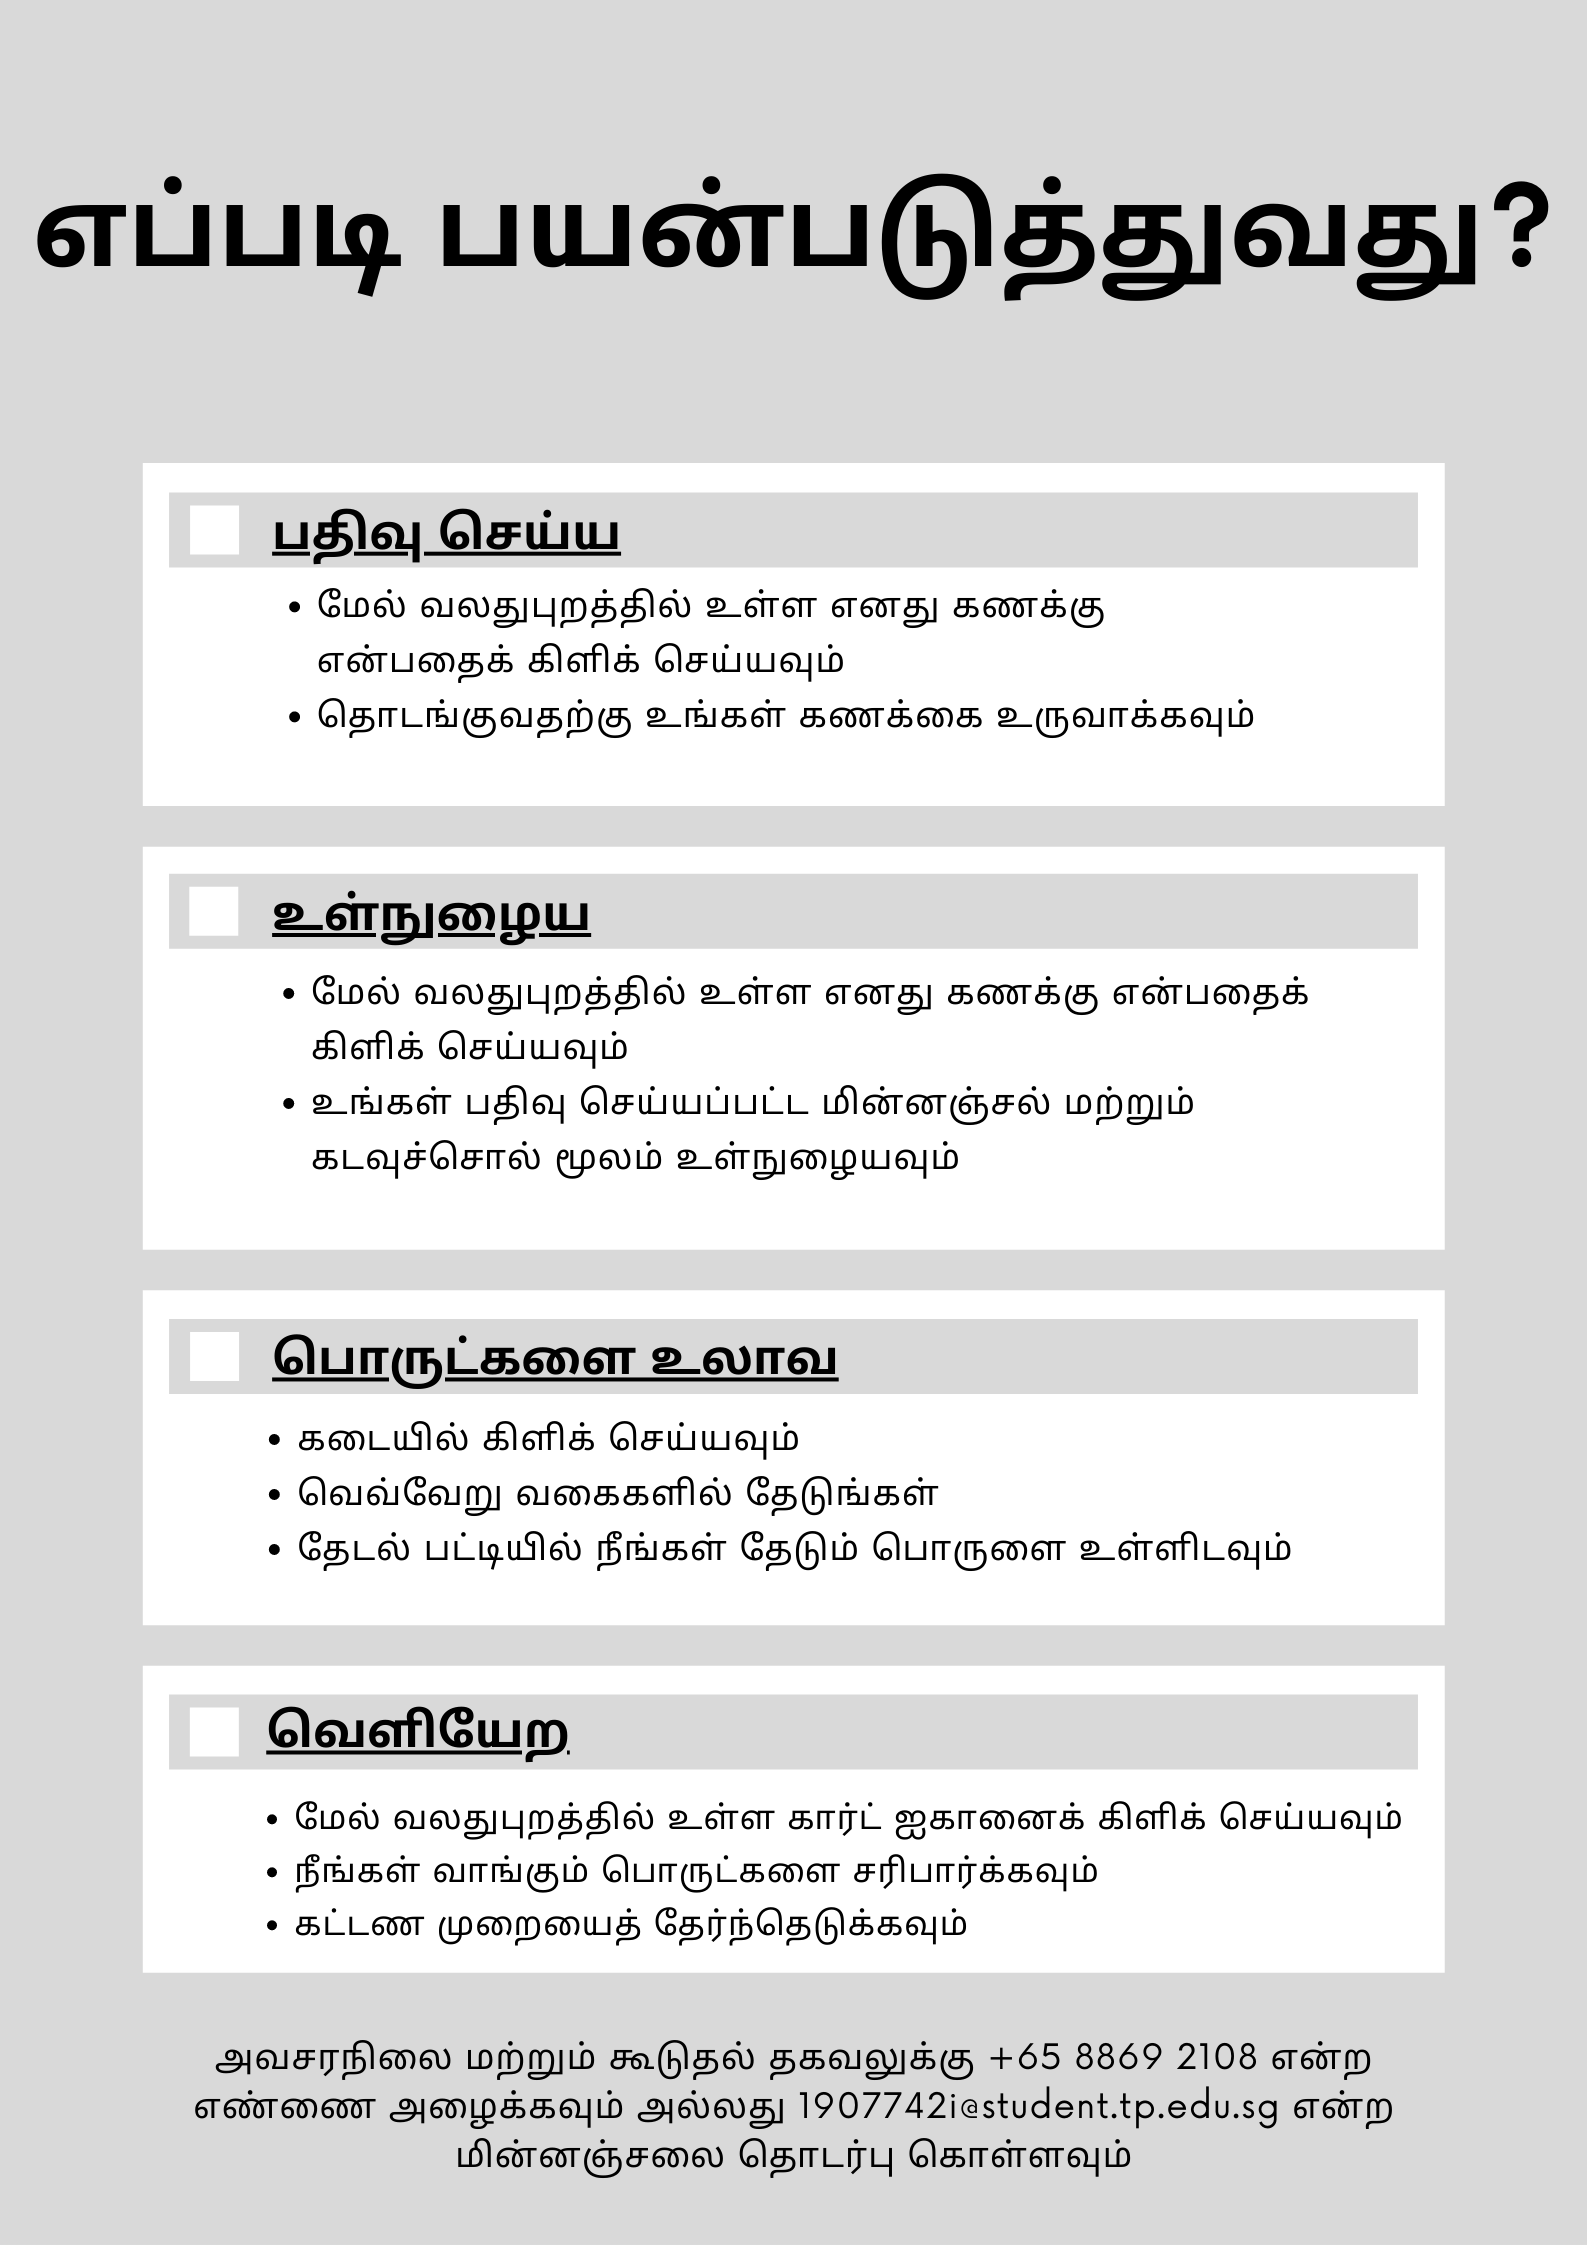 எப்படி பயன்படுத்துவது?
பதிவு செய்ய
• மேல் வலதுபுறத்தில் உள்ள எனது கணக்கு
என்பதைக் கிளிக் செய்யவும்
• தொடங்குவதற்கு உங்கள் கணக்கை உருவாக்கவும்
உள்நுழைய
• மேல் வலதுபுறத்தில் உள்ள எனது கணக்கு என்பதைக்
கிளிக் செய்யவும்
• உங்கள் பதிவு செய்யப்பட்ட மின்னஞ்சல் மற்றும்
கடவுச்சொல் மூலம் உள்நுழையவும்
பொருட்களை உலாவ
• கடையில் கிளிக் செய்யவும்
• வெவ்வேறு வகைகளில் தேடுங்கள்
• தேடல் பட்டியில் நீங்கள் தேடும் பொருளை உள்ளிடவும்
வெளியேற
• மேல் வலதுபுறத்தில் உள்ள கார்ட் ஐகானைக் கிளிக் செய்யவும்
• நீங்கள் வாங்கும் பொருட்களை சரிபார்க்கவும்
• கட்டண முறையைத் தேர்ந்தெடுக்கவும்
அவசரநிலை மற்றும் கூடுதல் தகவலுக்கு +65 8869 2108 என்ற
எண்ணை அழைக்கவும் அல்லது 1907742i@student.tp.edu.sg என்ற
மின்னஞ்சலை தொடர்பு கொள்ளவும்